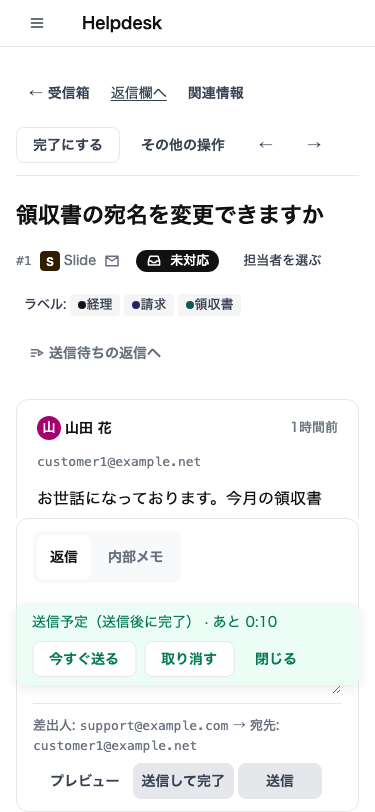 Helpdesk
← 受信箱 返信欄へ 関連情報
完了にする その他の操作 ← →
領収書の宛名を変更できますか
#1 S Slide 未対応 担当者を選ぶ
ラベル: 経理 請求 領収書
送信待ちの返信へ
山 山田 花 1時間前
customer1@example.net
お世話になっております。今月の領収書
返信 内部メモ
送信予定（送信後に完了） · あと 0:10
今すぐ送る 取り消す 閉じる
差出人: support@example.com → 宛先:
customer1@example.net
プレビュー 送信して完了 送信